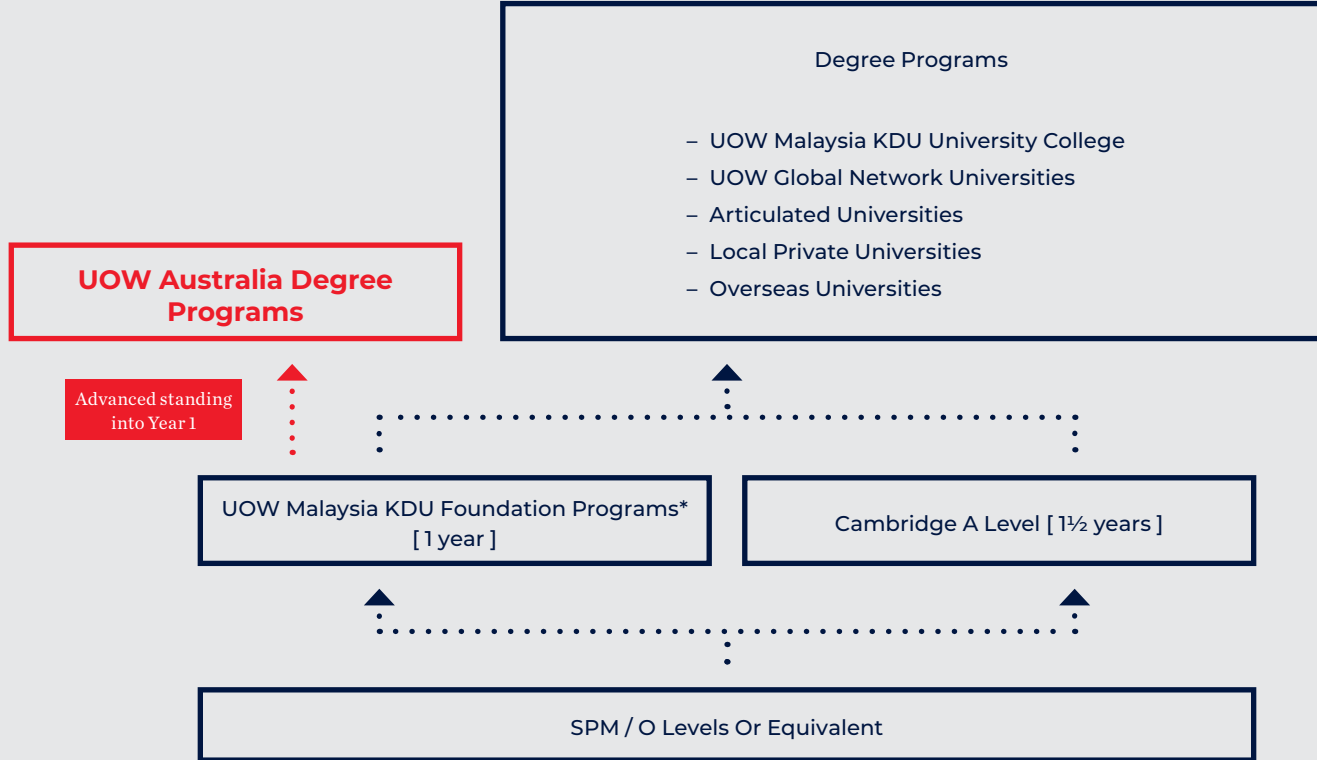 Degree Programs
– UOW Malaysia KDU University College
– UOW Global Network Universities
– Articulated Universities
– Local Private Universities
– Overseas Universities
UOW Australia Degree
Programs
Advanced standing
into Year 1
UOW Malaysia KDU Foundation Programs*
[ 1 year ]
Cambridge A Level [ 1½ years ]
SPM / O Levels Or Equivalent